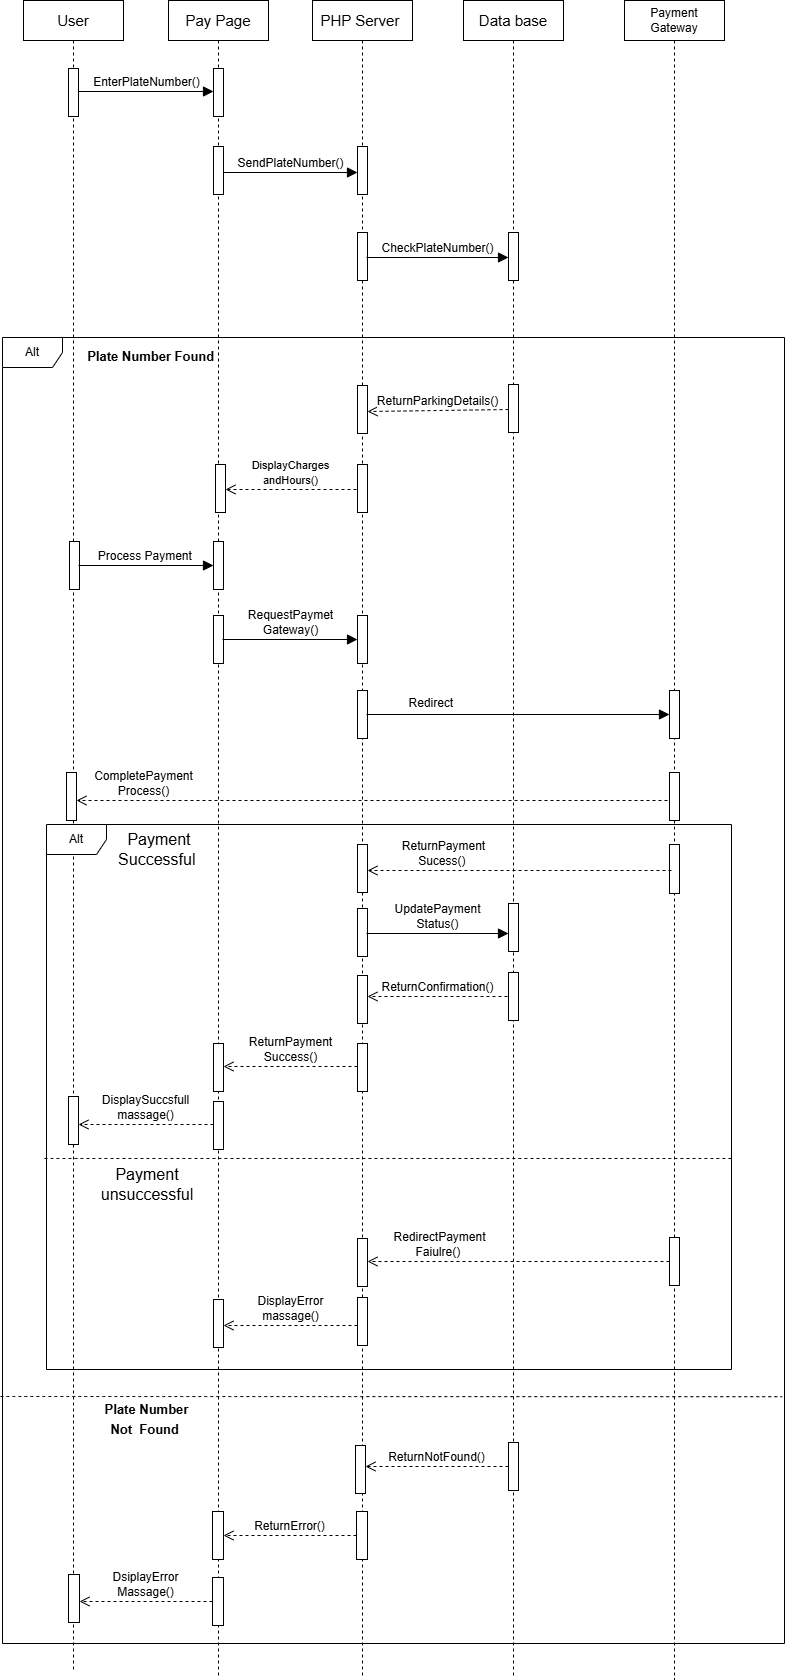 User
Pay Page
PHP Server
Data base
Payment
Gateway
EnterPlateNumber()
SendPlateNumber()
CheckPlateNumber()
Alt
Plate Number Found
ReturnParkingDetails()
DisplayCharges
andHours()
Process Payment
RequestPaymet
Gateway()
Redirect
CompletePayment
Process()
Alt
Payment
Successful
ReturnPayment
Sucess()
UpdatePayment
Status()
ReturnConfirmation()
ReturnPayment
Success()
DisplaySuccsfull
massage()
Payment
unsuccessful
RedirectPayment
Faiulre()
DisplayError
massage()
Plate Number
Not Found
ReturnNotFound()
ReturnError()
DsiplayError
Massage()